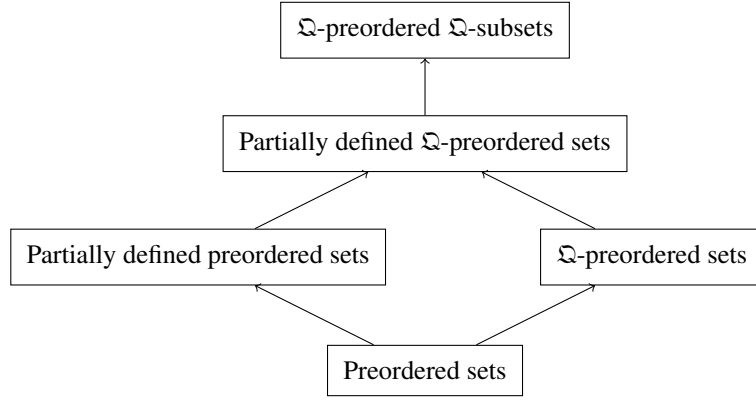 𝔔-preordered 𝔔-subsets
Partially defined 𝔔-preordered sets
Partially defined preordered sets
𝔔-preordered sets
Preordered sets